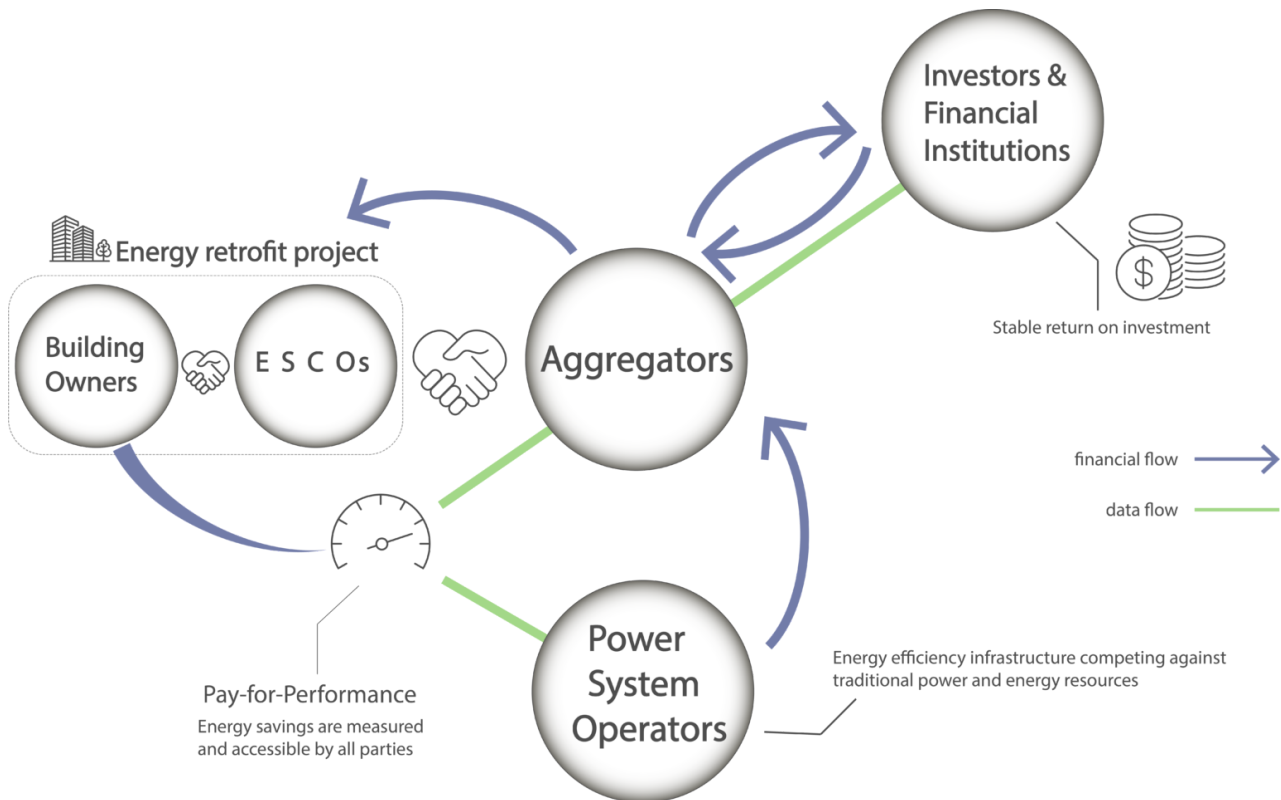 Investors &
Financial
Institutions
$
Stable return on investment
Energy retrofit project
Building
Owners
E S C Os
Aggregators
financial flow
data flow
Pay-for-Performance
Energy savings are measured
and accessible by all parties
Power
System
Operators
Energy efficiency infrastructure competing against
traditional power and energy resources